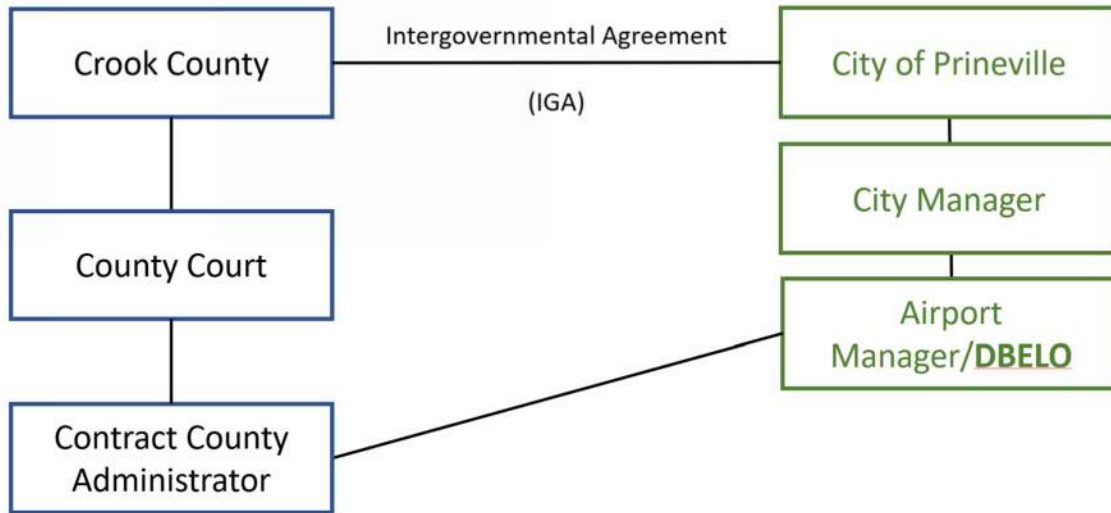 Crook County
Intergovernmental Agreement
(IGA)
City of Prineville
City Manager
County Court
Airport
Manager/DBELO
Contract County
Administrator